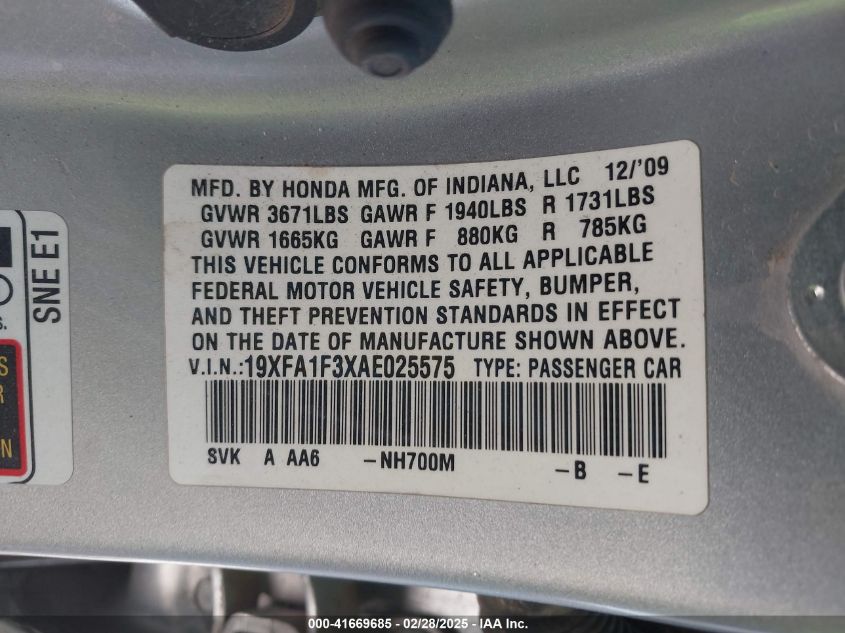 MFD. BY HONDA MFG. OF INDIANA, LLC 12/'09
GVWR 3671LBS GAWR F 1940LBS R 1731LBS
GVWR 1665KG GAWR F 880KG R 785KG
THIS VEHICLE CONFORMS TO ALL APPLICABLE
FEDERAL MOTOR VEHICLE SAFETY, BUMPER,
AND THEFT PREVENTION STANDARDS IN EFFECT
ON THE DATE OF MANUFACTURE SHOWN ABOVE.
V.I.N.:19XFA1F3XAE025575 TYPE: PASSENGER CAR
SVK A AA6 -NH700M -B -E
SNE E1
S.
S
R
N
000 - 41669685 - 02/28/2025 - IAA Inc.